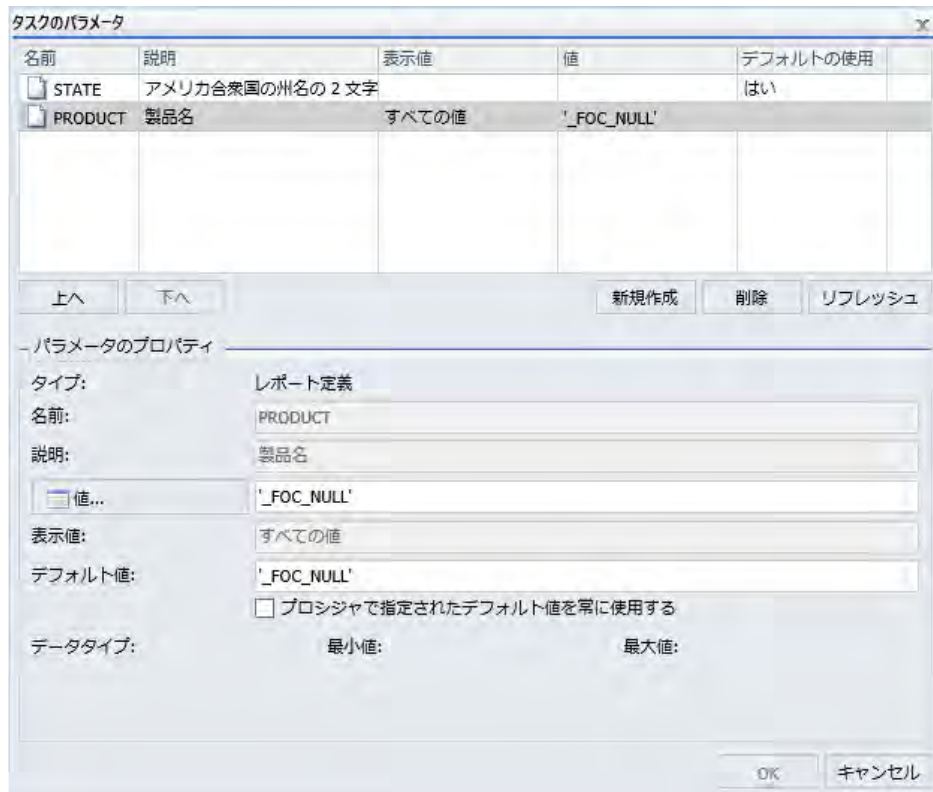 タスクのパラメータ
名前 説明 表示値 値 デフォルトの使用
STATE アメリカ合衆国の州名の 2 文字 はい
PRODUCT 製品名 すべての値 '_FOC_NULL'
上へ 下へ 新規作成 削除 リフレッシュ
パラメータのプロパティ
タイプ: レポート定義
名前: PRODUCT
説明: 製品名
値... '_FOC_NULL'
表示値: すべての値
デフォルト値: '_FOC_NULL'
プロシジャで指定されたデフォルト値を常に使用する
データタイプ: 最小値: 最大値:
OK キャンセル